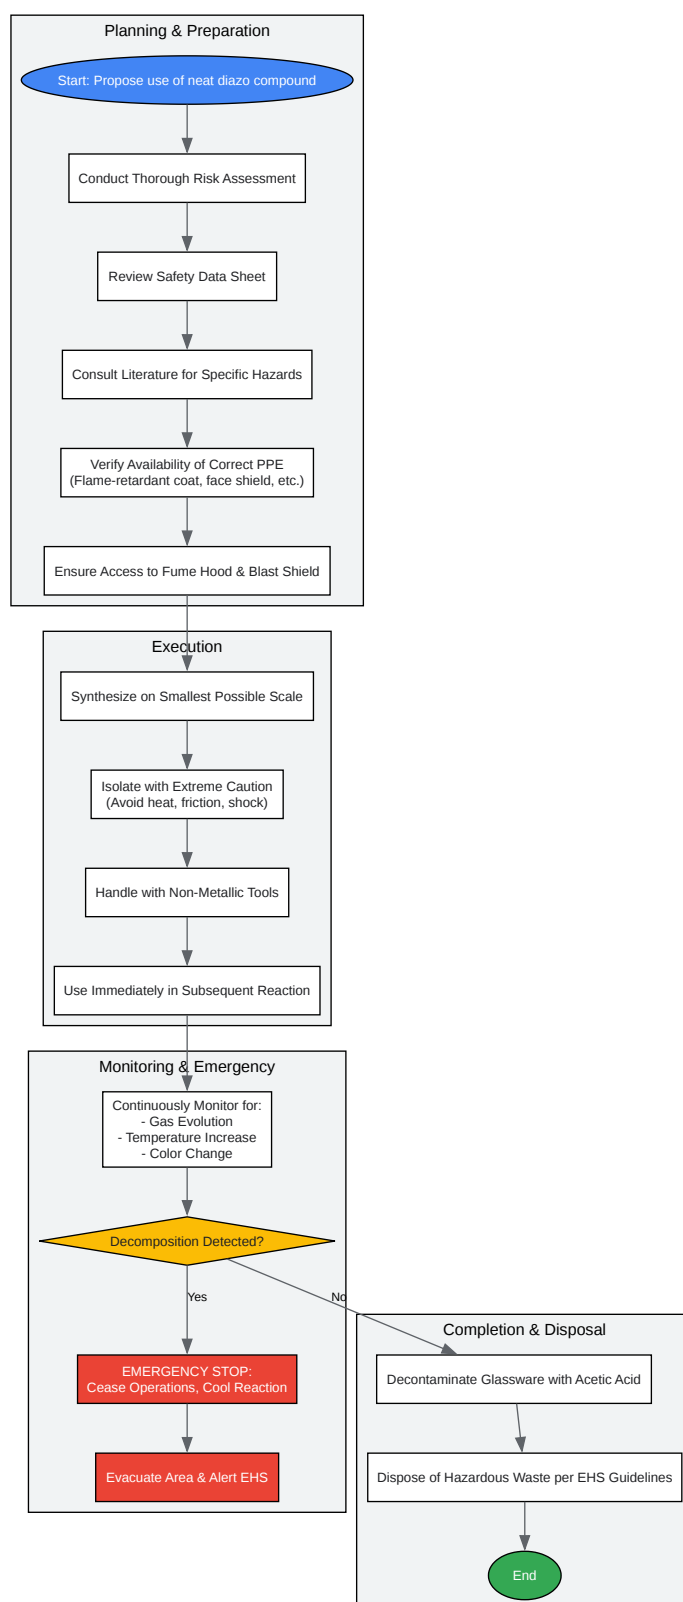 Planning & Preparation
Start: Propose use of neat diazo compound
Conduct Thorough Risk Assessment
Review Safety Data Sheet
Consult Literature for Specific Hazards
Verify Availability of Correct PPE
(Flame-retardant coat, face shield, etc.)
Ensure Access to Fume Hood & Blast Shield
Execution
Synthesize on Smallest Possible Scale
Isolate with Extreme Caution
(Avoid heat, friction, shock)
Handle with Non-Metallic Tools
Use Immediately in Subsequent Reaction
Monitoring & Emergency
Continuously Monitor for:
- Gas Evolution
- Temperature Increase
- Color Change
Decomposition Detected?
Yes
No
EMERGENCY STOP:
Cease Operations, Cool Reaction
Evacuate Area & Alert EHS
Completion & Disposal
Decontaminate Glassware with Acetic Acid
Dispose of Hazardous Waste per EHS Guidelines
End